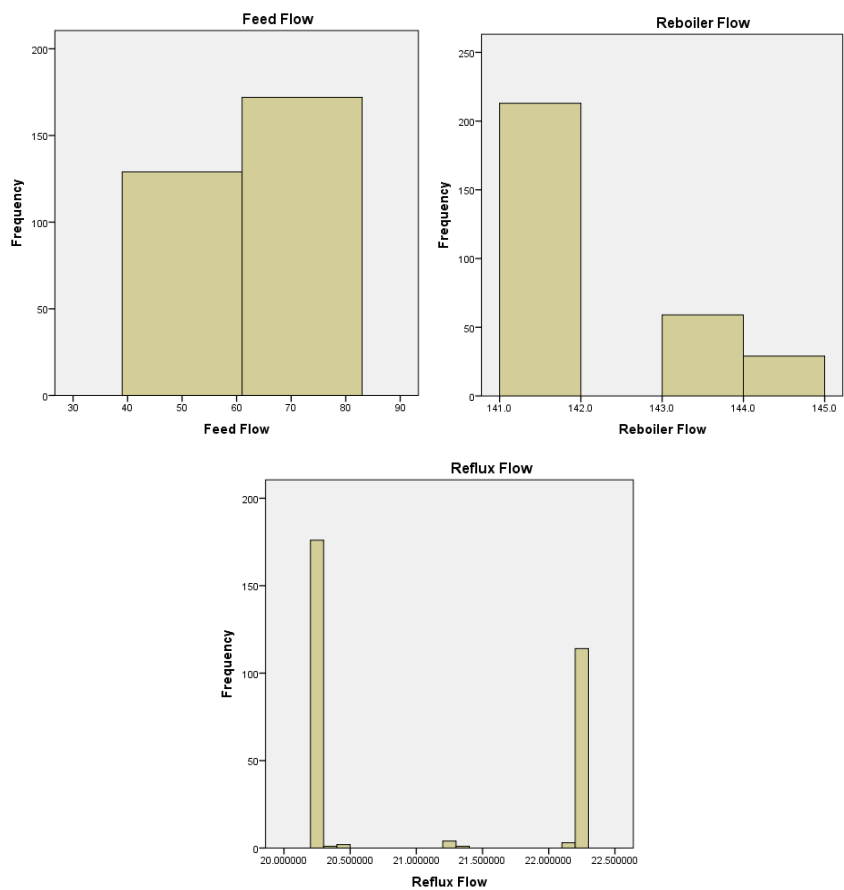 Feed Flow
200
150
100
50
0
Frequency
30 40 50 60 70 80 90
Feed Flow
Reboiler Flow
250
200
150
100
50
0
Frequency
141.0 142.0 143.0 144.0 145.0
Reboiler Flow
Reflux Flow
200
150
100
50
0
Frequency
20.000000 20.500000 21.000000 21.500000 22.000000 22.500000
Reflux Flow